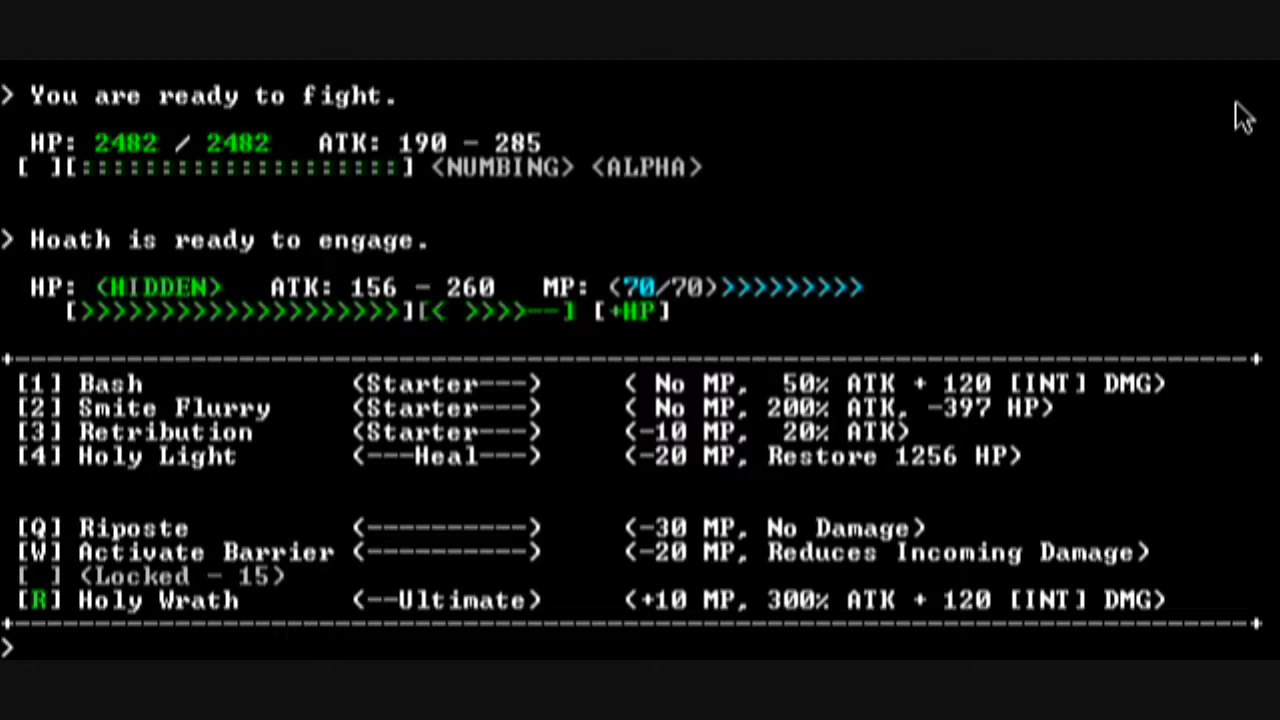 > You are ready to fight.
HP: 2482 / 2482 ATK: 190 - 285
[ ][::::::::::::::::::::] <NUMBING> <ALPHA>
> Hoath is ready to engage.
HP: <HIDDEN> ATK: 156 - 260 MP: <70/70>>>>>>>>>>
[>>>>>>>>>>>>>>>>>>>>][< >>>>--] [+HP]
+------------------------------------------------------------------------------+
[1] Bash <Starter---> < No MP, 50% ATK + 120 [INT] DMG>
[2] Smite Flurry <Starter---> < No MP, 200% ATK, -397 HP>
[3] Retribution <Starter---> <-10 MP, 20% ATK>
[4] Holy Light <---Heal---> <-20 MP, Restore 1256 HP>
[Q] Riposte <----------> <-30 MP, No Damage>
[W] Activate Barrier <----------> <-20 MP, Reduces Incoming Damage>
[ ] <Locked - 15>
[R] Holy Wrath <--Ultimate> <+10 MP, 300% ATK + 120 [INT] DMG>
+------------------------------------------------------------------------------+
>